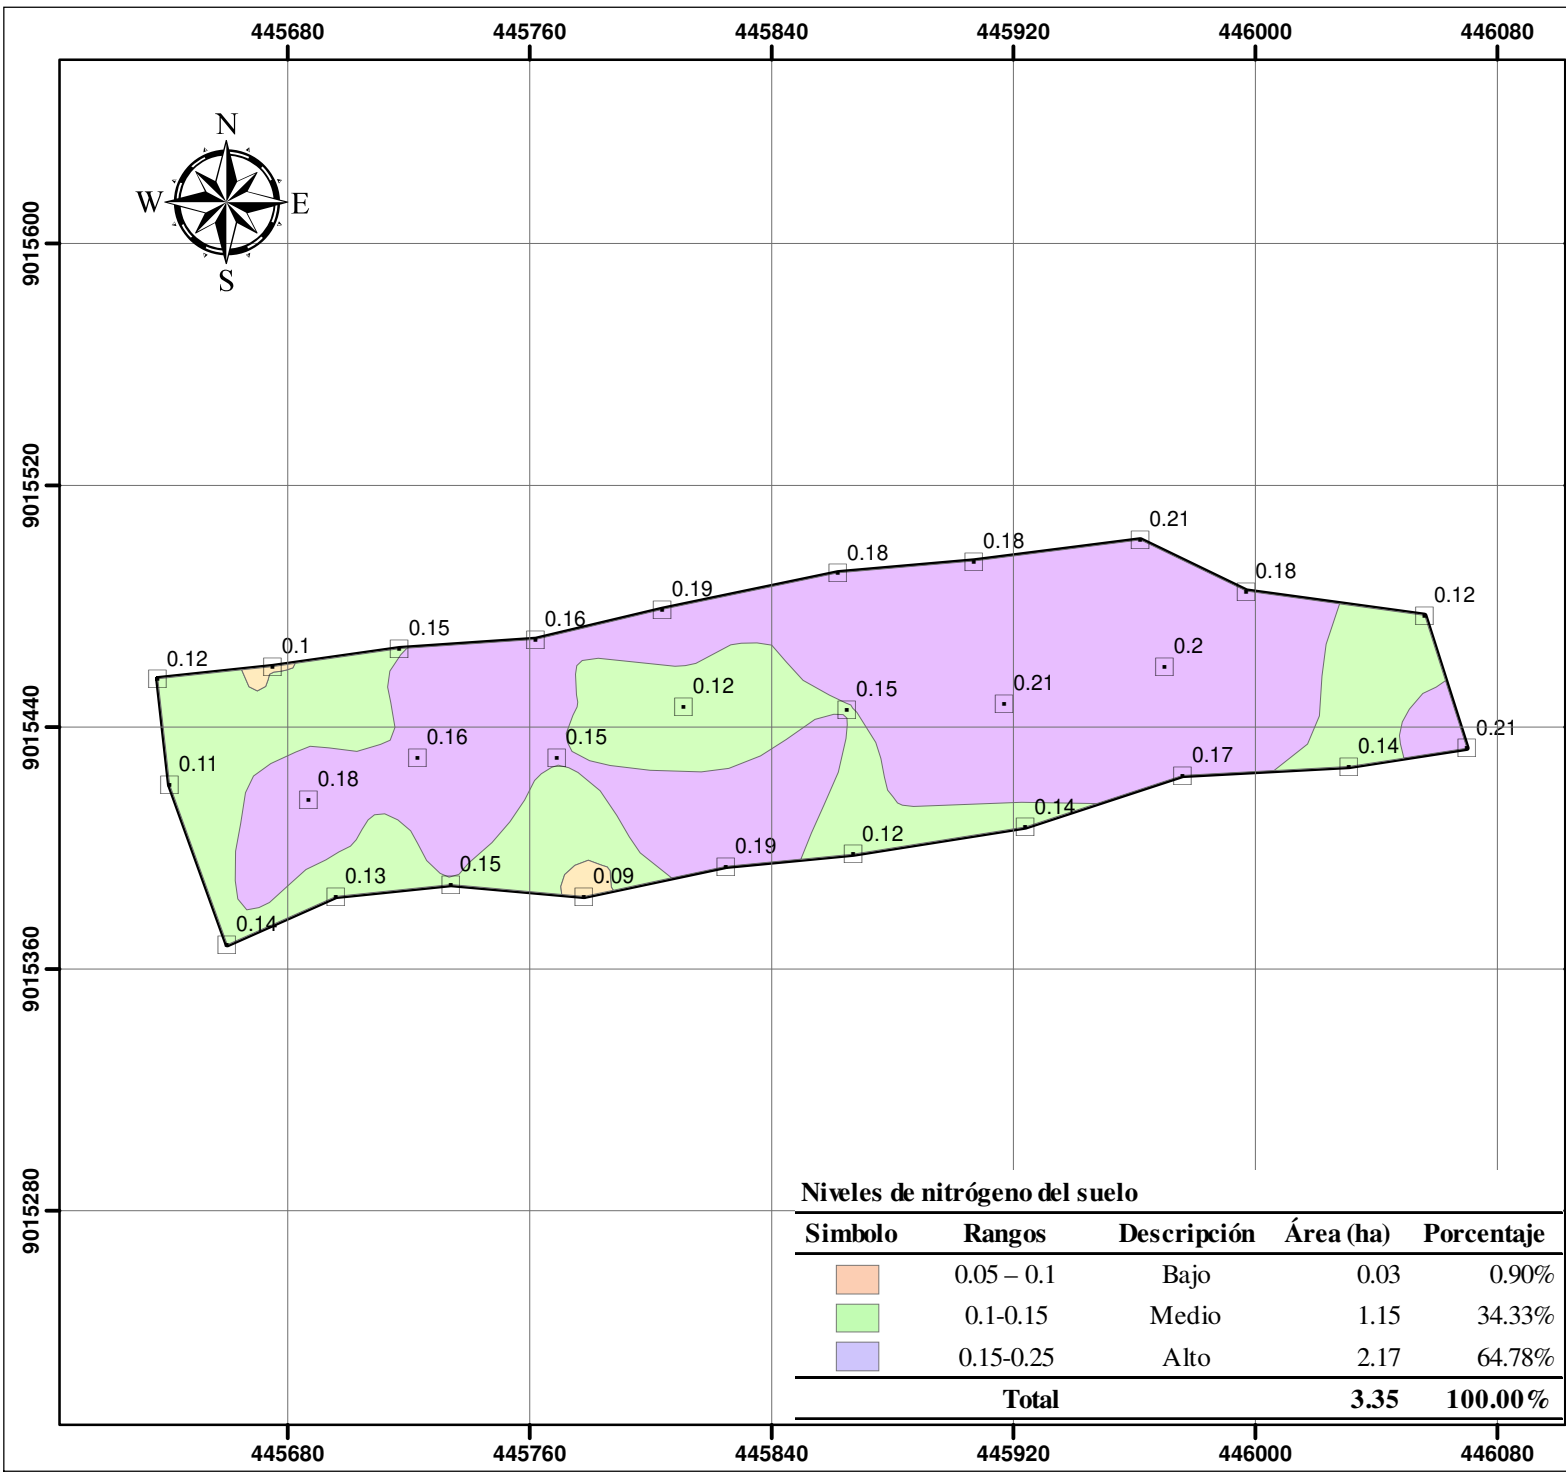 445680 445760 445840 445920 446000 446080
N
W E
S
9015600
9015520
9015440
9015360
9015280
0.21
0.18 0.18 0.18
0.19 0.12
0.15 0.16
0.12 0.1 0.2
0.12 0.15 0.21
0.16 0.15 0.21
0.11 0.18 0.17 0.14
0.14
0.15 0.19 0.12
0.13 0.09
0.14
Niveles de nitrógeno del suelo
Simbolo Rangos Descripción Área (ha) Porcentaje
0.05 – 0.1 Bajo 0.03 0.90%
0.1-0.15 Medio 1.15 34.33%
0.15-0.25 Alto 2.17 64.78%
Total 3.35 100.00%
445680 445760 445840 445920 446000 446080